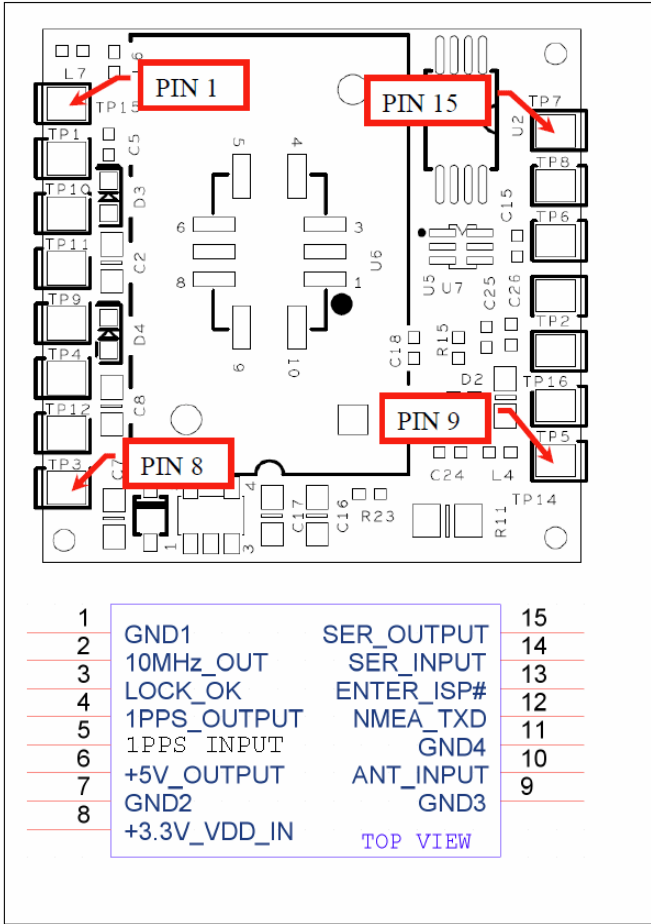 L7
6
PIN 1
TP15
PIN 15
TP7
U2
TP1
C5
TP8
TP10
D3
5
4
C15
TP6
TP11
6
3
C2
U6
8
1
U5
U7
TP9
C25
C26
D4
TP2
C18
R15
TP4
9
10
D2
TP16
C8
TP12
PIN 9
TP5
TP3
PIN 8
C7
4
C24
L4
TP14
C17
C16
R23
R11
1
3
1
GND1
SER_OUTPUT
15
2
10MHz_OUT
SER_INPUT
14
3
LOCK_OK
ENTER_ISP#
13
4
1PPS_OUTPUT
NMEA_TXD
12
5
1PPS INPUT
GND4
11
6
+5V_OUTPUT
ANT_INPUT
10
7
GND2
GND3
9
8
+3.3V_VDD_IN
TOP VIEW